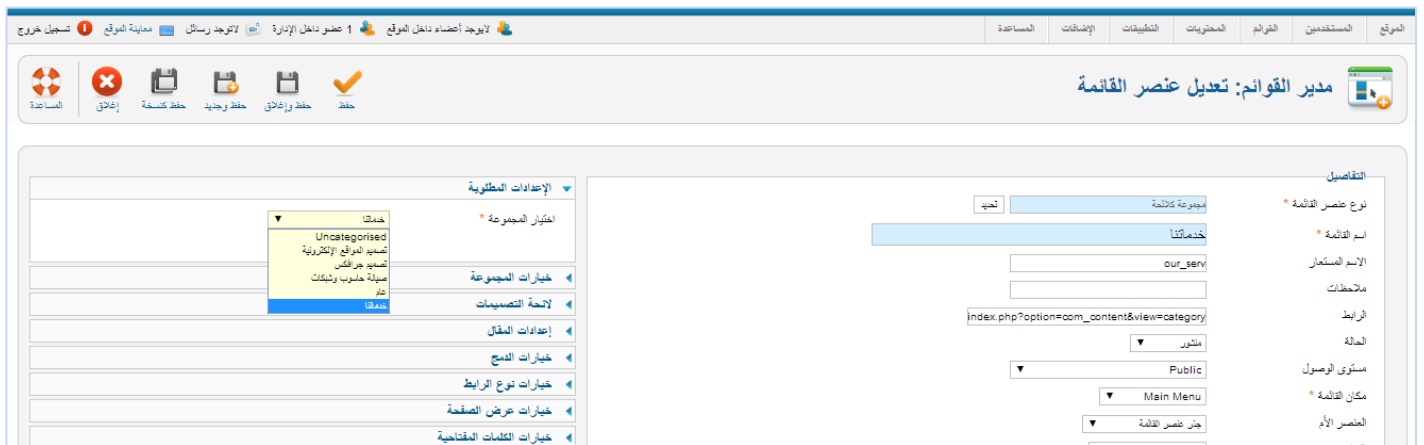 الموقع المستخدمين القوائم المحتويات التطبيقات الإضافات المساعدة لايوجد أعضاء داخل الموقع 1 عضو داخل الإدارة لاتوجد رسائل معاينة الموقع تسجيل خروج
مدير القوائم: تعديل عنصر القائمة
حفظ حفظ وإغلاق حفظ وجديد حفظ كنسخة إغلاق المساعدة
التفاصيل
نوع عنصر القائمة * مجموعة كلائحة تحديد
اسم القائمة * خدماتنا
الاسم المستعار our_serv
ملاحظات
الرابط index.php?option=com_content&view=category
الحالة منشور
مستوى الوصول Public
مكان القائمة * Main Menu
العنصر الأم جذر عنصر القائمة
الإعدادات المطلوبة
اختيار المجموعة * خدماتنا
Uncategorised
تصميم المواقع الإلكترونية
تصميم جرافكس
صيانة حاسوب وشبكات
عام
خدماتنا
خيارات المجموعة
لائحة التصميمات
إعدادات المقال
خيارات الدمج
خيارات نوع الرابط
خيارات عرض الصفحة
خيارات الكلمات المفتاحية